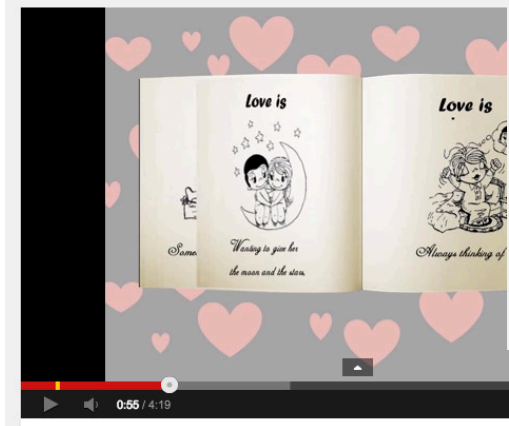 Love is
Wanting to give her
the moon and the stars.
Love is
Always thinking of
0:55 / 4:19